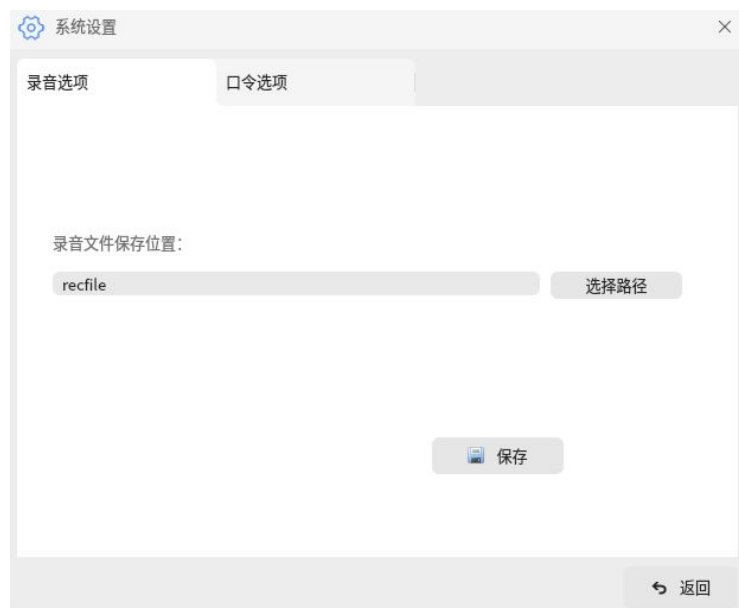 系统设置
录音选项 口令选项
录音文件保存位置：
recfile 选择路径
保存
返回